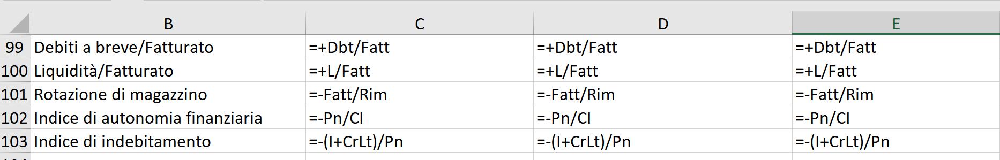 B C D E
99 Debiti a breve/Fatturato =+Dbt/Fatt =+Dbt/Fatt =+Dbt/Fatt
100 Liquidità/Fatturato =+L/Fatt =+L/Fatt =+L/Fatt
101 Rotazione di magazzino =-Fatt/Rim =-Fatt/Rim =-Fatt/Rim
102 Indice di autonomia finanziaria =-Pn/CI =-Pn/CI =-Pn/CI
103 Indice di indebitamento =-(I+CrLt)/Pn =-(I+CrLt)/Pn =-(I+CrLt)/Pn